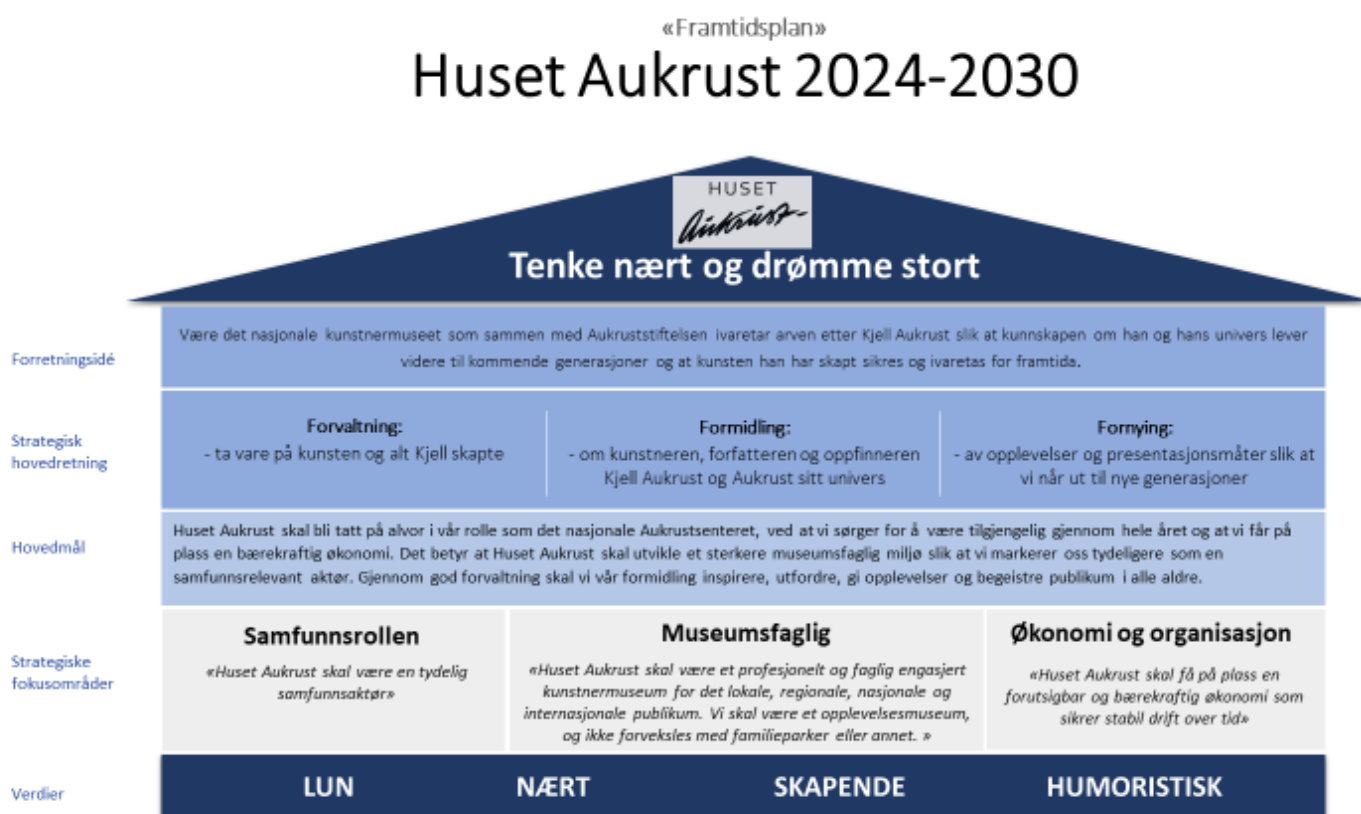 «Framtidsplan»
Huset Aukrust 2024-2030
HUSET
Aukrust
Tenke nært og drømme stort
Forretningsidé
Være det nasjonale kunstnermuseet som sammen med Aukruststiftelsen ivaretar arven etter Kjell Aukrust slik at kunnskapen om han og hans univers lever
videre til kommende generasjoner og at kunsten han har skapt sikres og ivaretas for framtida.
Strategisk
hovedretning
Forvaltning:
- ta vare på kunsten og alt Kjell skapte
Formidling:
- om kunstneren, forfatteren og oppfinneren
Kjell Aukrust og Aukrust sitt univers
Fornying:
- av opplevelser og presentasjonsmåter slik at
vi når ut til nye generasjoner
Hovedmål
Huset Aukrust skal bli tatt på alvor i vår rolle som det nasjonale Aukrustsenteret, ved at vi sørger for å være tilgjengelig gjennom hele året og at vi får på
plass en bærekraftig økonomi. Det betyr at Huset Aukrust skal utvikle et sterkere museumsfaglig miljø slik at vi markerer oss tydeligere som en
samfunnsrelevant aktør. Gjennom god forvaltning skal vi vår formidling inspirere, utfordre, gi opplevelser og begeistre publikum i alle aldre.
Strategiske
fokusområder
Samfunnsrollen
«Huset Aukrust skal være en tydelig
samfunnsaktør»
Museumsfaglig
«Huset Aukrust skal være et profesjonelt og faglig engasjert
kunstnermuseum for det lokale, regionale, nasjonale og
internasjonale publikum. Vi skal være et opplevelsesmuseum,
og ikke forveksles med familieparker eller annet. »
Økonomi og organisasjon
«Huset Aukrust skal få på plass en
forutsigbar og bærekraftig økonomi som
sikrer stabil drift over tid»
Verdier
LUN NÆRT SKAPENDE HUMORISTISK